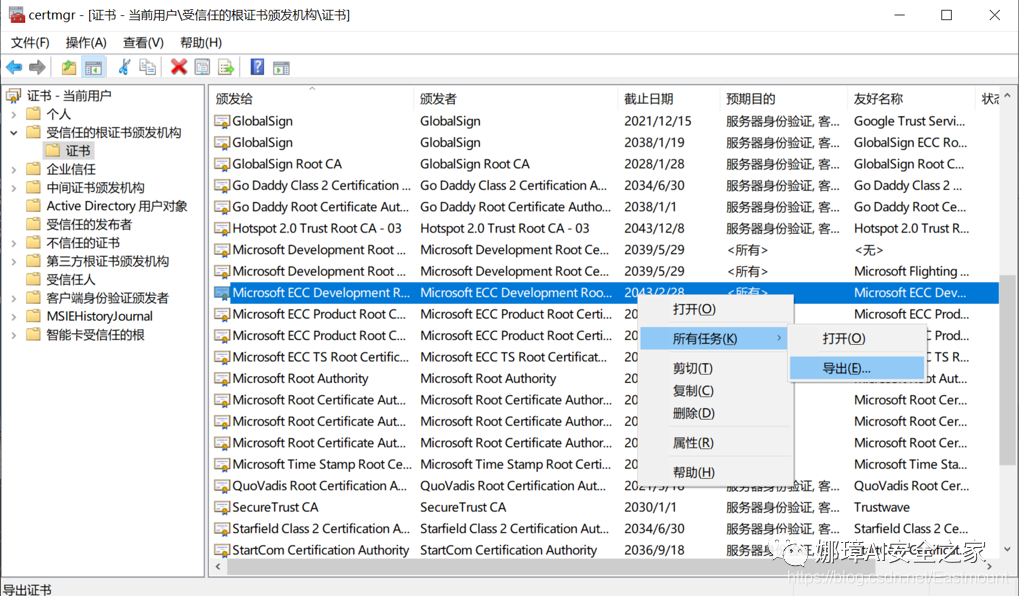 certmgr - [证书 - 当前用户\受信任的根证书颁发机构\证书]
文件(F) 操作(A) 查看(V) 帮助(H)
证书 - 当前用户
个人
受信任的根证书颁发机构
证书
企业信任
中间证书颁发机构
Active Directory 用户对象
受信任的发布者
不信任的证书
第三方根证书颁发机构
受信任人
客户端身份验证颁发者
MSIEHistoryJournal
智能卡受信任的根
颁发给 颁发者 截止日期 预期目的 友好名称 状态
GlobalSign GlobalSign 2021/12/15 服务器身份验证, 客... Google Trust Servi...
GlobalSign GlobalSign 2038/1/19 服务器身份验证, 客... GlobalSign ECC Ro...
GlobalSign Root CA GlobalSign Root CA 2028/1/28 服务器身份验证, 客... GlobalSign Root C...
Go Daddy Class 2 Certification ... Go Daddy Class 2 Certification A... 2034/6/30 服务器身份验证, 客... Go Daddy Class 2 ...
Go Daddy Root Certificate Aut... Go Daddy Root Certificate Autho... 2038/1/1 服务器身份验证, 客... Go Daddy Root Ce...
Hotspot 2.0 Trust Root CA - 03 Hotspot 2.0 Trust Root CA - 03 2043/12/8 服务器身份验证, 客... Hotspot 2.0 Trust R...
Microsoft Development Root ... Microsoft Development Root Ce... 2039/5/29 <所有> <无>
Microsoft Development Root ... Microsoft Development Root Ce... 2039/5/29 <所有> Microsoft Flighting ...
Microsoft ECC Development R... Microsoft ECC Development Roo... 2043/2/28 <所有> Microsoft ECC Dev...
Microsoft ECC Product Root C... Microsoft ECC Product Root Certi... 20 Microsoft ECC Prod...
Microsoft ECC Product Root C... Microsoft ECC Product Root Certi... 20 ECC Prod...
Microsoft ECC TS Root Certific... Microsoft ECC TS Root Certificat... 20 C TS R...
Microsoft Root Authority Microsoft Root Authority 20 Aut...
Microsoft Root Certificate Aut... Microsoft Root Certificate Author... 20 Microsoft Root Cer...
Microsoft Root Certificate Aut... Microsoft Root Certificate Author... 20 Microsoft Root Cer...
Microsoft Root Certificate Aut... Microsoft Root Certificate Author... 20 Microsoft Root Cer...
Microsoft Time Stamp Root Ce... Microsoft Time Stamp Root Certi... 20 Microsoft Time Sta...
QuoVadis Root Certification A... QuoVadis Root Certification Aut... 服务器身份验证, 客... QuoVadis Root Cer...
SecureTrust CA SecureTrust CA 2030/1/1 服务器身份验证, 客... Trustwave
Starfield Class 2 Certification A... Starfield Class 2 Certification Aut... 2034/6/30 服务器身份验证, 客... Starfield Class 2 Ce...
StartCom Certification Authority StartCom Certification Authority 2036/9/18 服务器身份验证, 客...
打开(O)
所有任务(K)
剪切(T)
复制(C)
删除(D)
属性(R)
帮助(H)
打开(O)
导出(E)...
娜璋AI安全之家
https://blog.csdn.net/Eastmount
导出证书